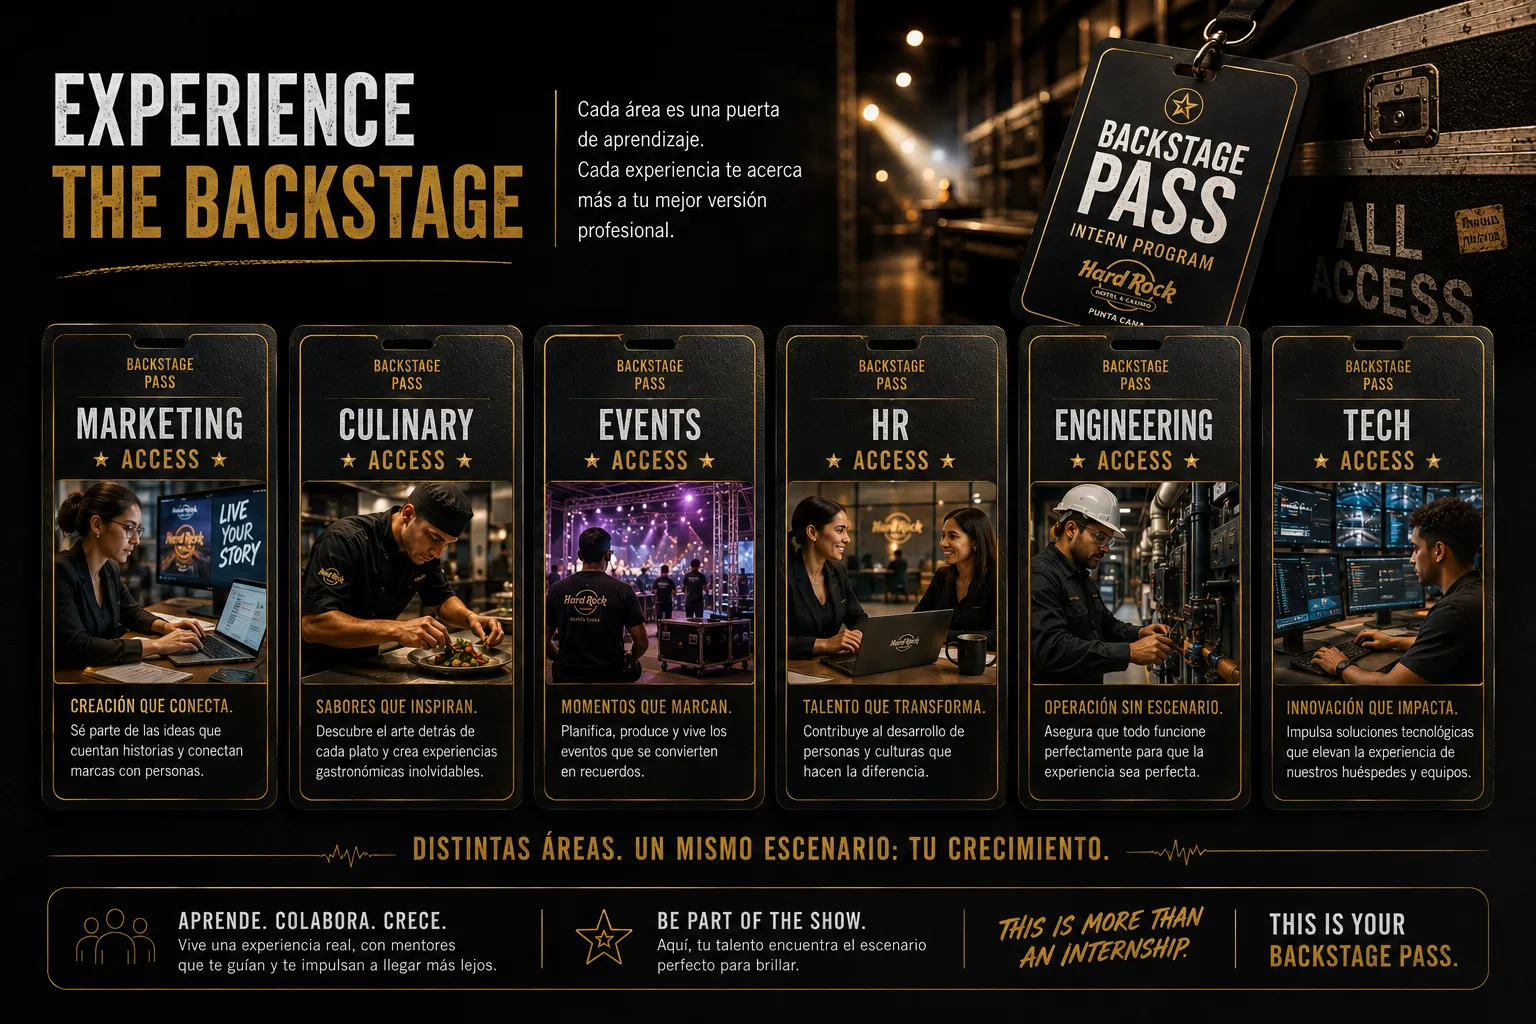 EXPERIENCE
THE BACKSTAGE
Cada área es una puerta
de aprendizaje.
Cada experiencia te acerca
más a tu mejor versión
profesional.
BACKSTAGE
PASS
INTERN PROGRAM
Hard Rock
HOTEL & CASINO
PUNTA CANA
ALL
ACCESS
BACKSTAGE
PASS
MARKETING
ACCESS
Hard Rock
LIVE
YOUR
STORY
CREACIÓN QUE CONECTA.
Sé parte de las ideas que
cuentan historias y conectan
marcas con personas.
BACKSTAGE
PASS
CULINARY
ACCESS
Hard Rock
SABORES QUE INSPIRAN.
Descubre el arte detrás de
cada plato y crea experiencias
gastronómicas inolvidables.
BACKSTAGE
PASS
EVENTS
ACCESS
Hard Rock
PUNTA CANA
MOMENTOS QUE MARCAN.
Planifica, produce y vive los
eventos que se convierten
en recuerdos.
BACKSTAGE
PASS
HR
ACCESS
Hard Rock
Hard Rock
TALENTO QUE TRANSFORMA.
Contribuye al desarrollo de
personas y culturas que
hacen la diferencia.
BACKSTAGE
PASS
ENGINEERING
ACCESS
OPERACIÓN SIN ESCENARIO.
Asegura que todo funcione
perfectamente para que la
experiencia sea perfecta.
BACKSTAGE
PASS
TECH
ACCESS
INNOVACIÓN QUE IMPACTA.
Impulsa soluciones tecnológicas
que elevan la experiencia de
nuestros huéspedes y equipos.
DISTINTAS ÁREAS. UN MISMO ESCENARIO: TU CRECIMIENTO.
APRENDE. COLABORA. CRECE.
Vive una experiencia real, con mentores
que te guían y te impulsan a llegar más lejos.
BE PART OF THE SHOW.
Aquí, tu talento encuentra el escenario
perfecto para brillar.
THIS IS MORE THAN
AN INTERNSHIP.
THIS IS YOUR
BACKSTAGE PASS.